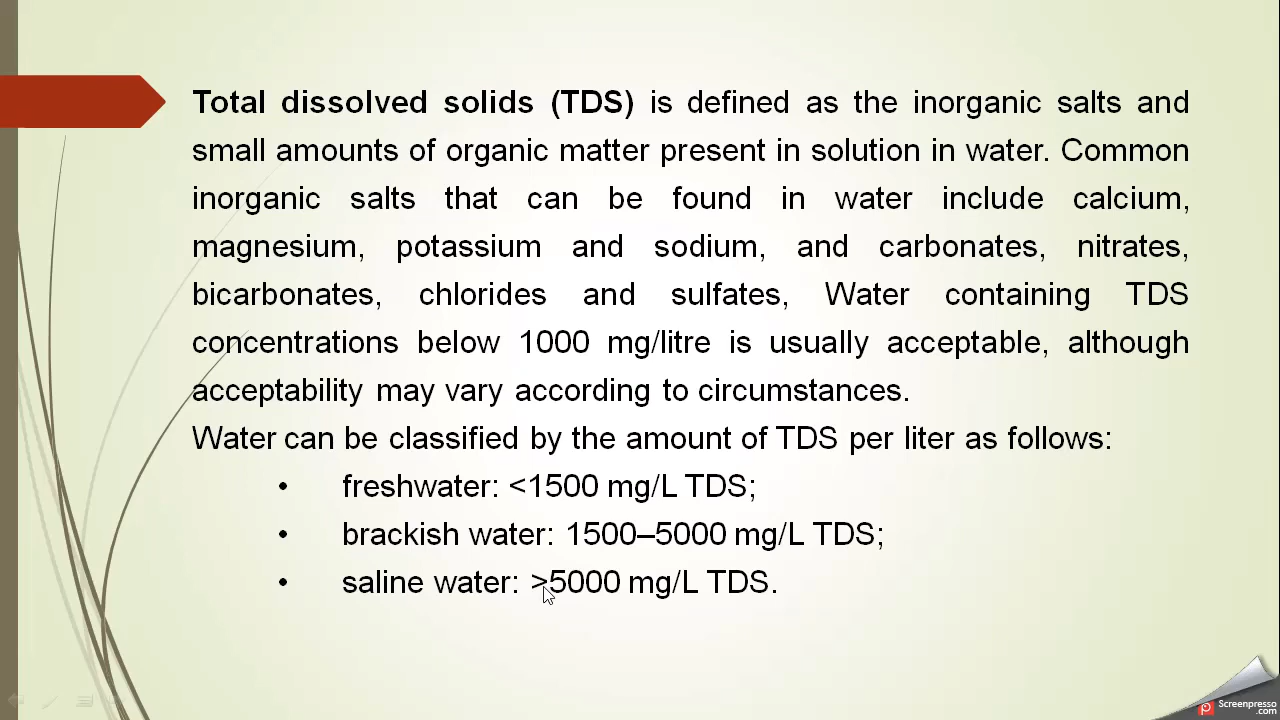 Total dissolved solids (TDS) is defined as the inorganic salts and
small amounts of organic matter present in solution in water. Common
inorganic salts that can be found in water include calcium,
magnesium, potassium and sodium, and carbonates, nitrates,
bicarbonates, chlorides and sulfates, Water containing TDS
concentrations below 1000 mg/litre is usually acceptable, although
acceptability may vary according to circumstances.
Water can be classified by the amount of TDS per liter as follows:
• freshwater: <1500 mg/L TDS;
• brackish water: 1500–5000 mg/L TDS;
• saline water: >5000 mg/L TDS.
Screenpresso
.com